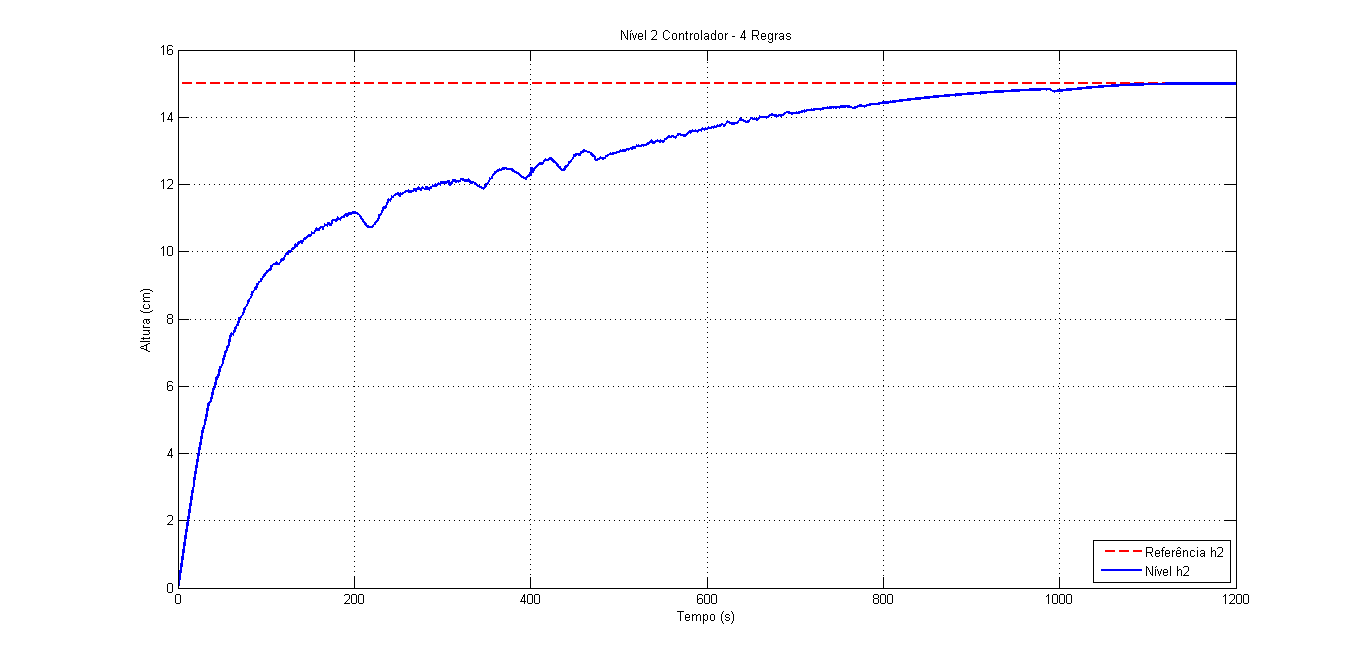 Nível 2 Controlador - 4 Regras
Altura (cm)
16
14
12
10
8
6
4
2
0
0 200 400 600 800 1000 1200
Tempo (s)
Referência h2
Nível h2